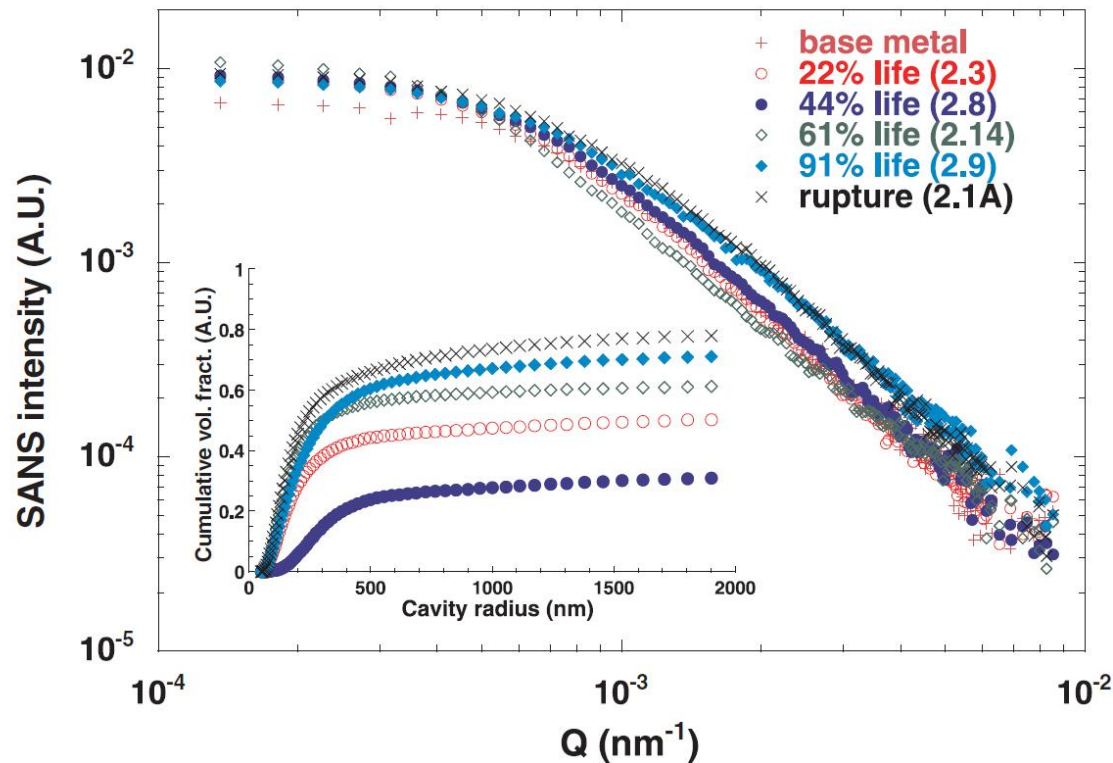 base metal
22% life (2.3)
44% life (2.8)
61% life (2.14)
91% life (2.9)
rupture (2.1A)
SANS intensity (A.U.)
10⁻²
10⁻³
10⁻⁴
10⁻⁵
Cumulative vol. fract. (A.U.)
1
0.8
0.6
0.4
0.2
0
0 500 1000 1500 2000
Cavity radius (nm)
10⁻⁴ 10⁻³ 10⁻²
Q (nm⁻¹)